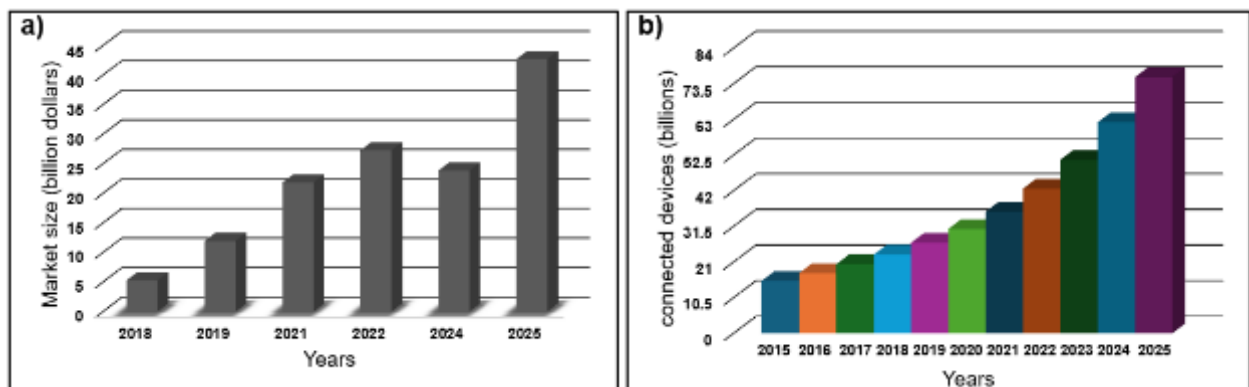 a)
Market size (billion dollars)
45
40
35
30
25
20
15
10
5
0
2018 2019 2021 2022 2024 2025
Years
b)
connected devices (billions)
84
73.5
63
52.5
42
31.5
21
10.5
0
2015 2016 2017 2018 2019 2020 2021 2022 2023 2024 2025
Years